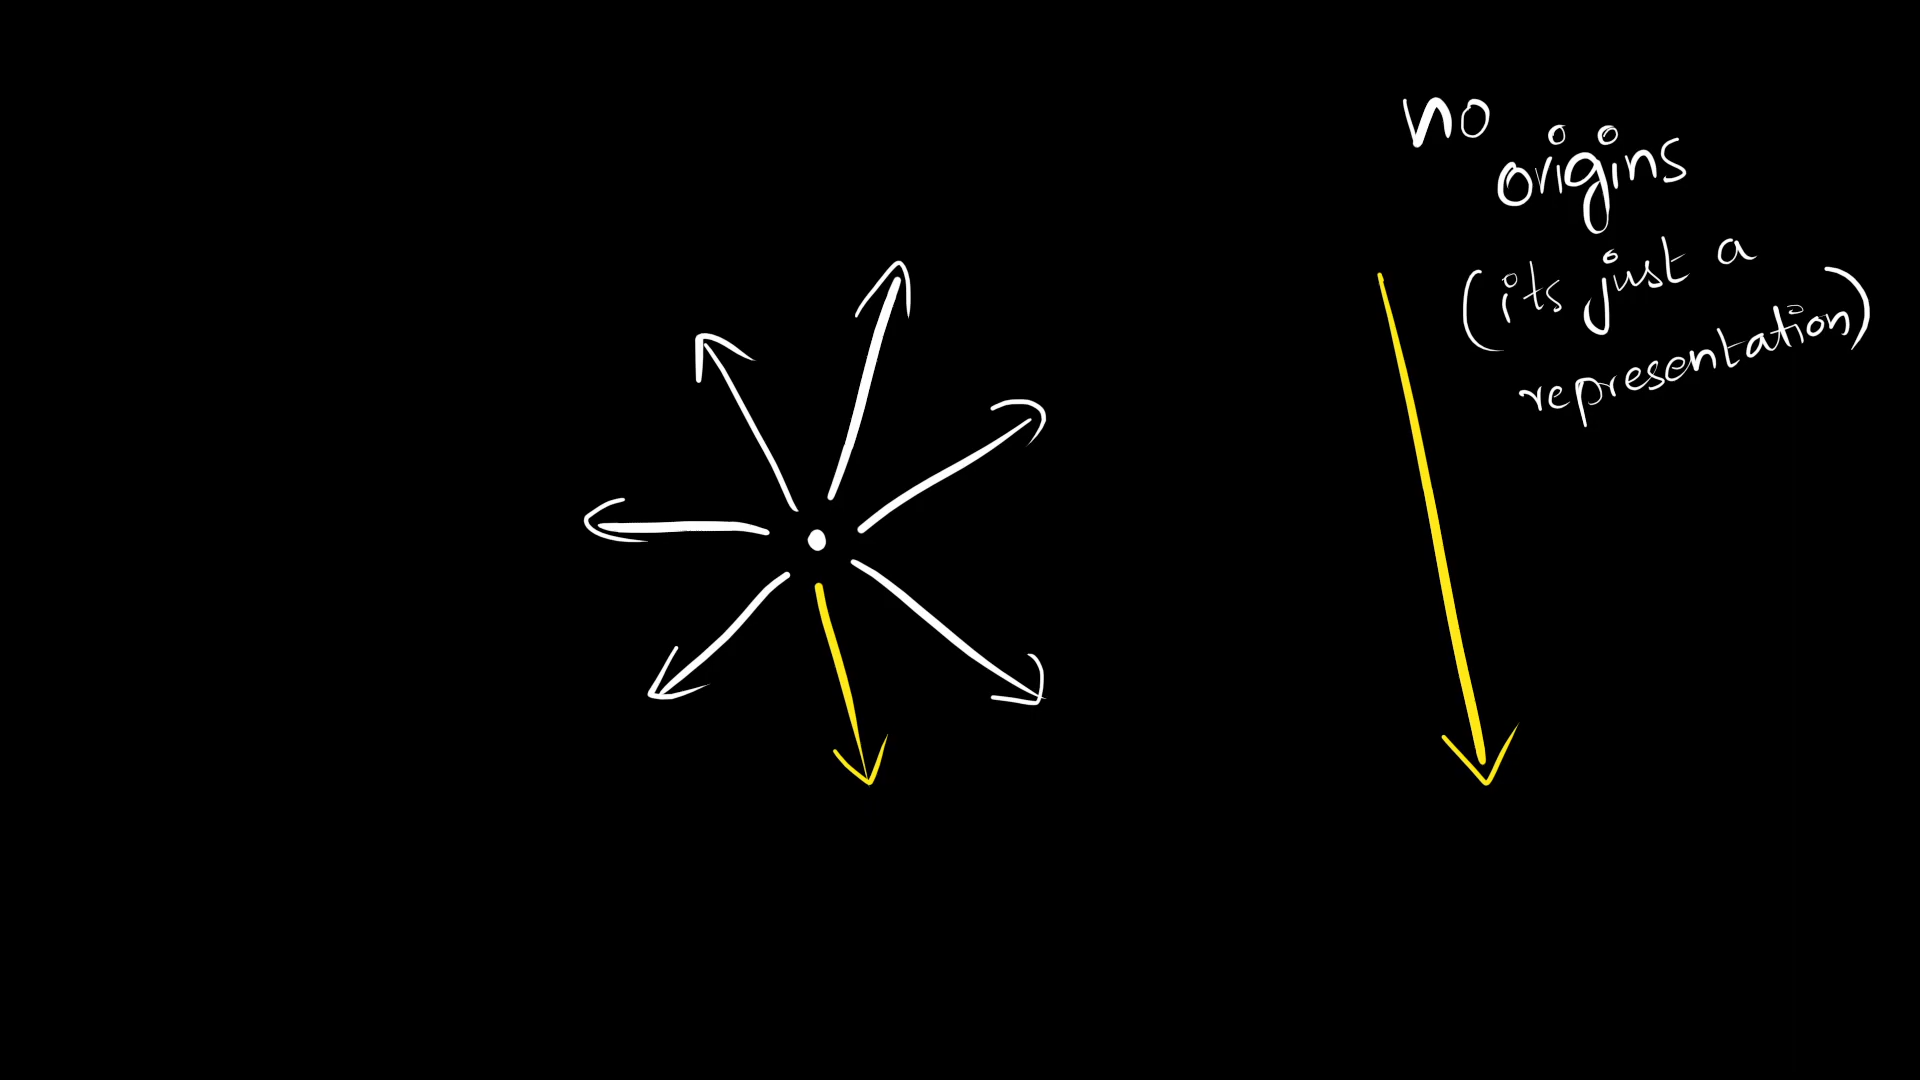 no
origins
(its just a
representation)